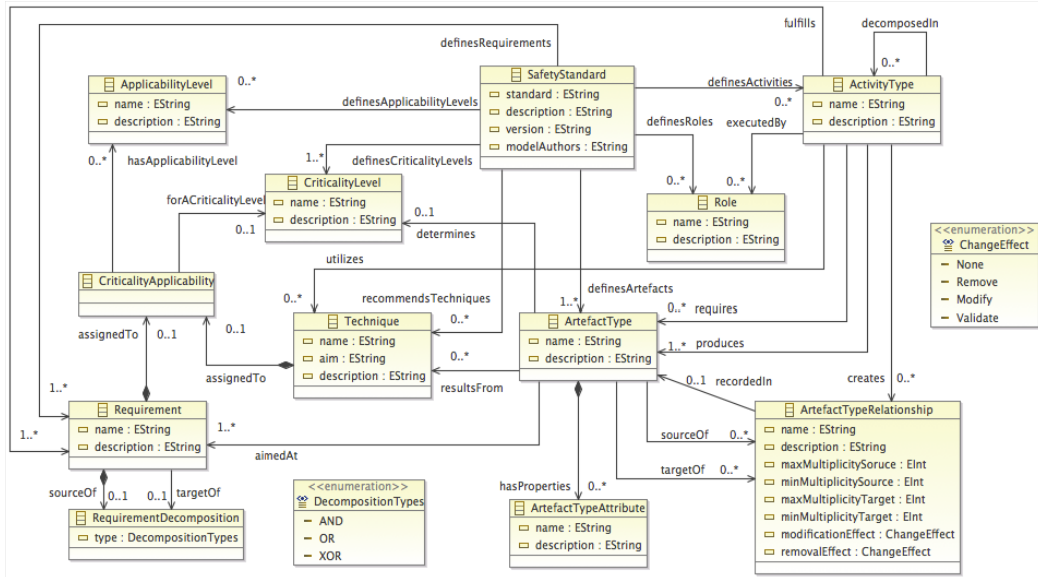 fulfills
decomposedIn
definesRequirements
0..*
ApplicabilityLevel
name : EString
description : EString
0..*
definesApplicabilityLevels
SafetyStandard
standard : EString
description : EString
version : EString
modelAuthors : EString
definesActivities
0..*
ActivityType
name : EString
description : EString
definesRoles
executedBy
0..*
hasApplicabilityLevel
1..*
definesCriticalityLevels
CriticalityLevel
name : EString
description : EString
forACriticalityLevel
0..1
0..1
determines
0..*
0..*
Role
name : EString
description : EString
<<enumeration>>
ChangeEffect
None
Remove
Modify
Validate
CriticalityApplicability
utilizes
0..*
recommendsTechniques
0..*
definesArtefacts
1..*
0..*
requires
assignedTo
0..1
0..1
assignedTo
Technique
name : EString
aim : EString
description : EString
0..*
resultsFrom
ArtefactType
name : EString
description : EString
1..*
produces
0..1
recordedIn
creates
0..*
1..*
1..*
Requirement
name : EString
description : EString
1..*
aimedAt
sourceOf
0..*
targetOf
0..*
ArtefactTypeRelationship
name : EString
description : EString
maxMultiplicitySoruce : EInt
minMultiplicitySource : EInt
maxMultiplicityTarget : EInt
minMultiplicityTarget : EInt
modificationEffect : ChangeEffect
removalEffect : ChangeEffect
sourceOf
0..1
0..1
targetOf
RequirementDecomposition
type : DecompositionTypes
<<enumeration>>
DecompositionTypes
AND
OR
XOR
hasProperties
0..*
ArtefactTypeAttribute
name : EString
description : EString